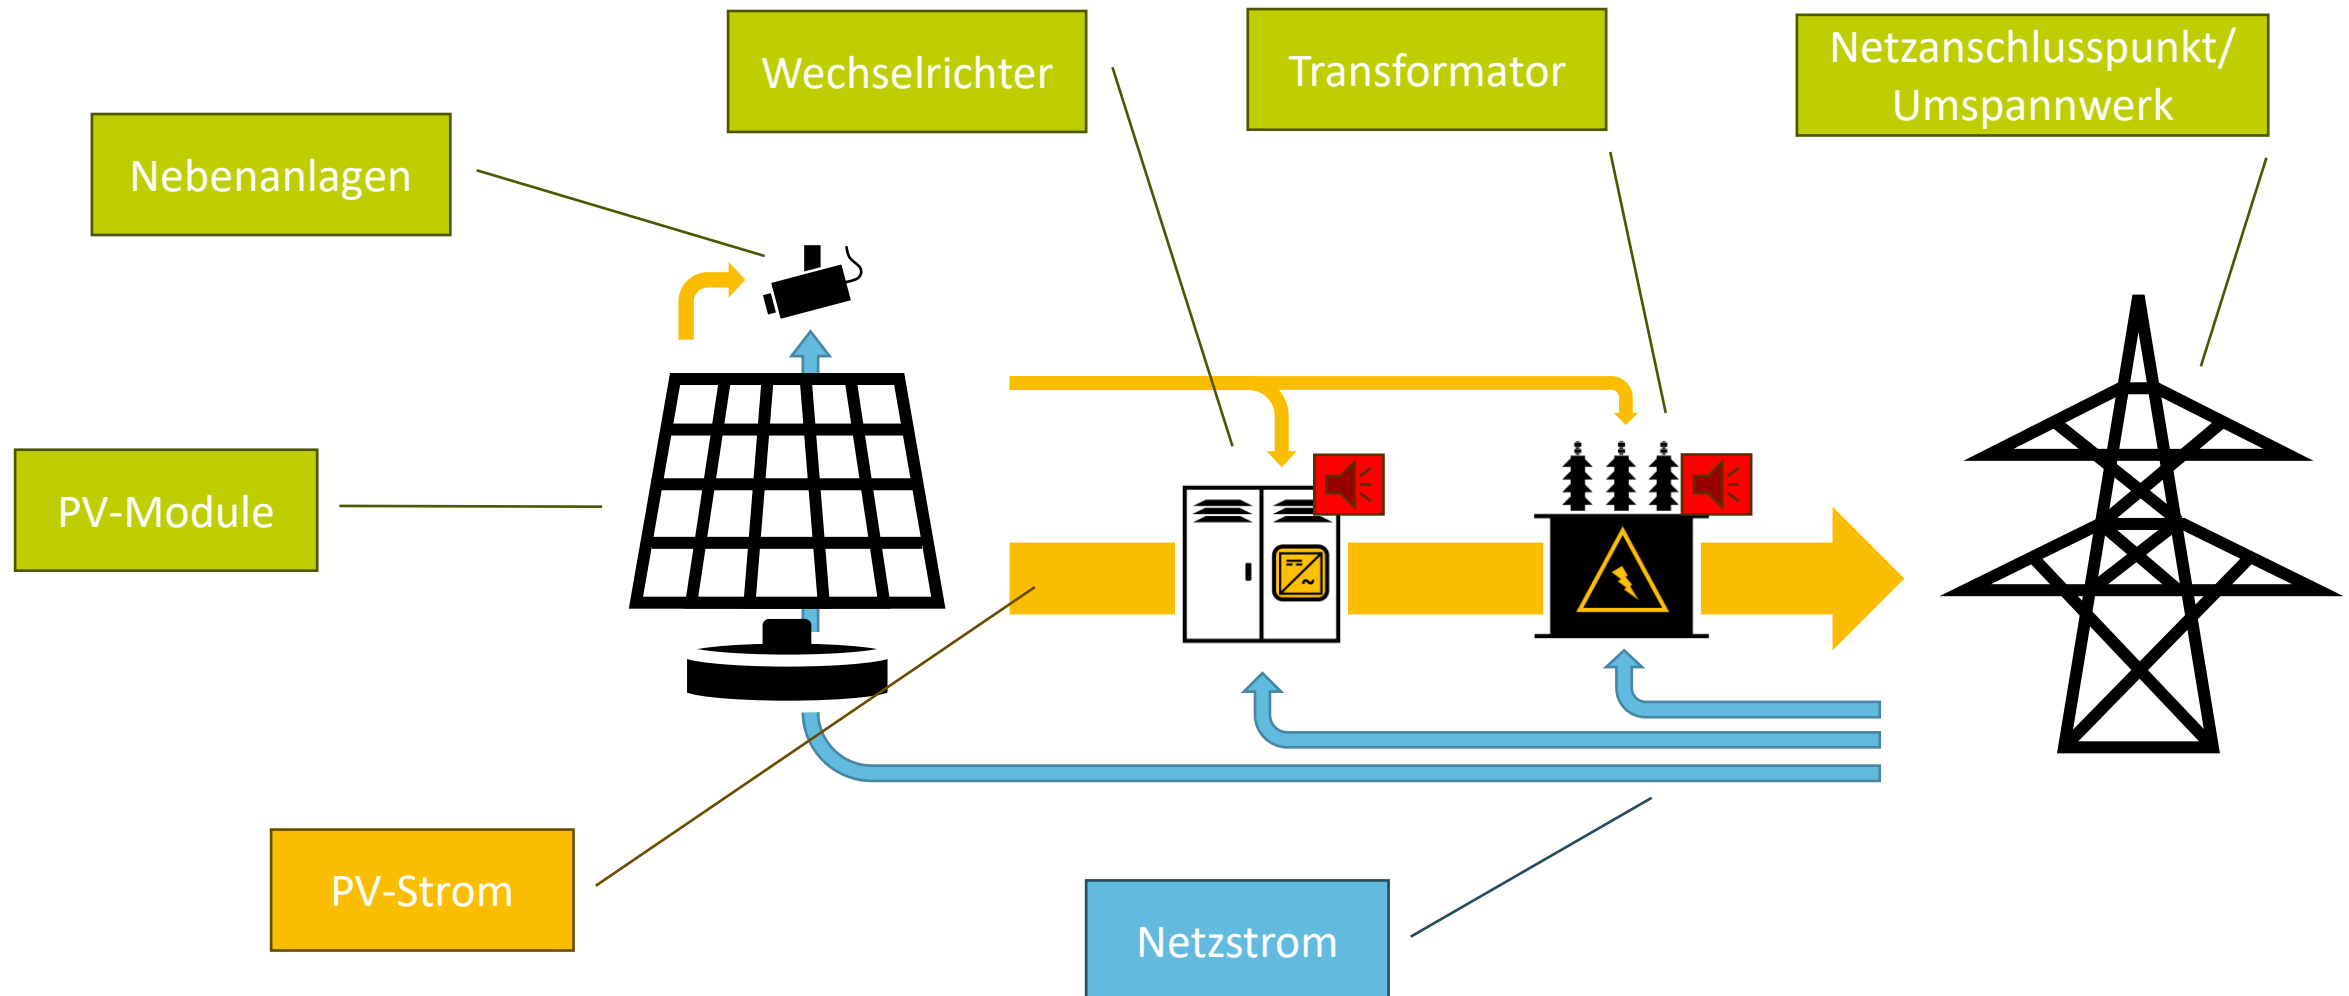 Wechselrichter
Transformator
Netzanschlusspunkt/
Umspannwerk
Nebenanlagen
PV-Module
PV-Strom
Netzstrom